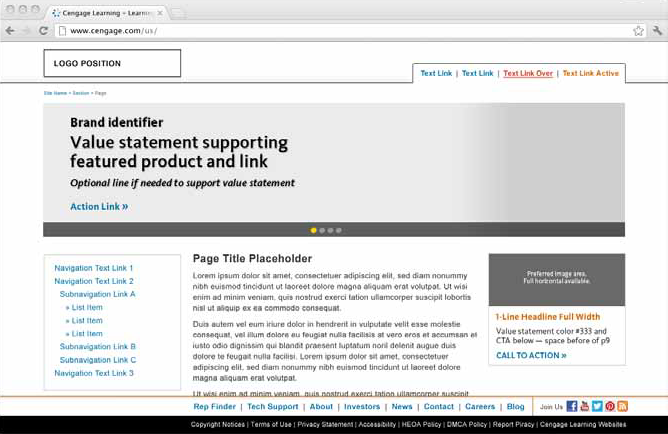 Cengage Learning – Learnin
www.cengage.com/us/
LOGO POSITION
Text Link | Text Link | Text Link Over | Text Link Active
Site Name > Section > Page
Brand identifier
Value statement supporting
featured product and link
Optional line if needed to support value statement
Action Link »
Navigation Text Link 1
Navigation Text Link 2
Subnavigation Link A
» List Item
» List Item
» List Item
Subnavigation Link B
Subnavigation Link C
Navigation Text Link 3
Page Title Placeholder
Lorem ipsum dolor sit amet, consectetuer adipiscing elit, sed diam nonummy
nibh euismod tincidunt ut laoreet dolore magna aliquam erat volutpat. Ut wisi
enim ad minim veniam, quis nostrud exerci tation ullamcorper suscipit lobortis
nisl ut aliquip ex ea commodo consequat.
Duis autem vel eum iriure dolor in hendrerit in vulputate velit esse molestie
consequat, vel illum dolore eu feugiat nulla facilisis at vero eros et accumsan et
iusto odio dignissim qui blandit praesent luptatum noril delenit augue duis
dolore te feugait nulla facilisi. Lorem ipsum dolor sit amet, consectetuer
adipiscing elit, sed diam nonummy nibh euismod tincidunt ut laoreet dolore
magna aliquam erat volutpat.
Ut wisi enim ad minim veniam, quis nostrud exerci tation ullamcorper suscipit
Preferred image area.
Full horizontal available.
1-Line Headline Full Width
Value statement color #333 and
CTA below — space before of p9
CALL TO ACTION »
Rep Finder | Tech Support | About | Investors | News | Contact | Careers | Blog
Join Us
Copyright Notices | Terms of Use | Privacy Statement | Accessibility | HEOA Policy | DMCA Policy | Report Piracy | Cengage Learning Websites